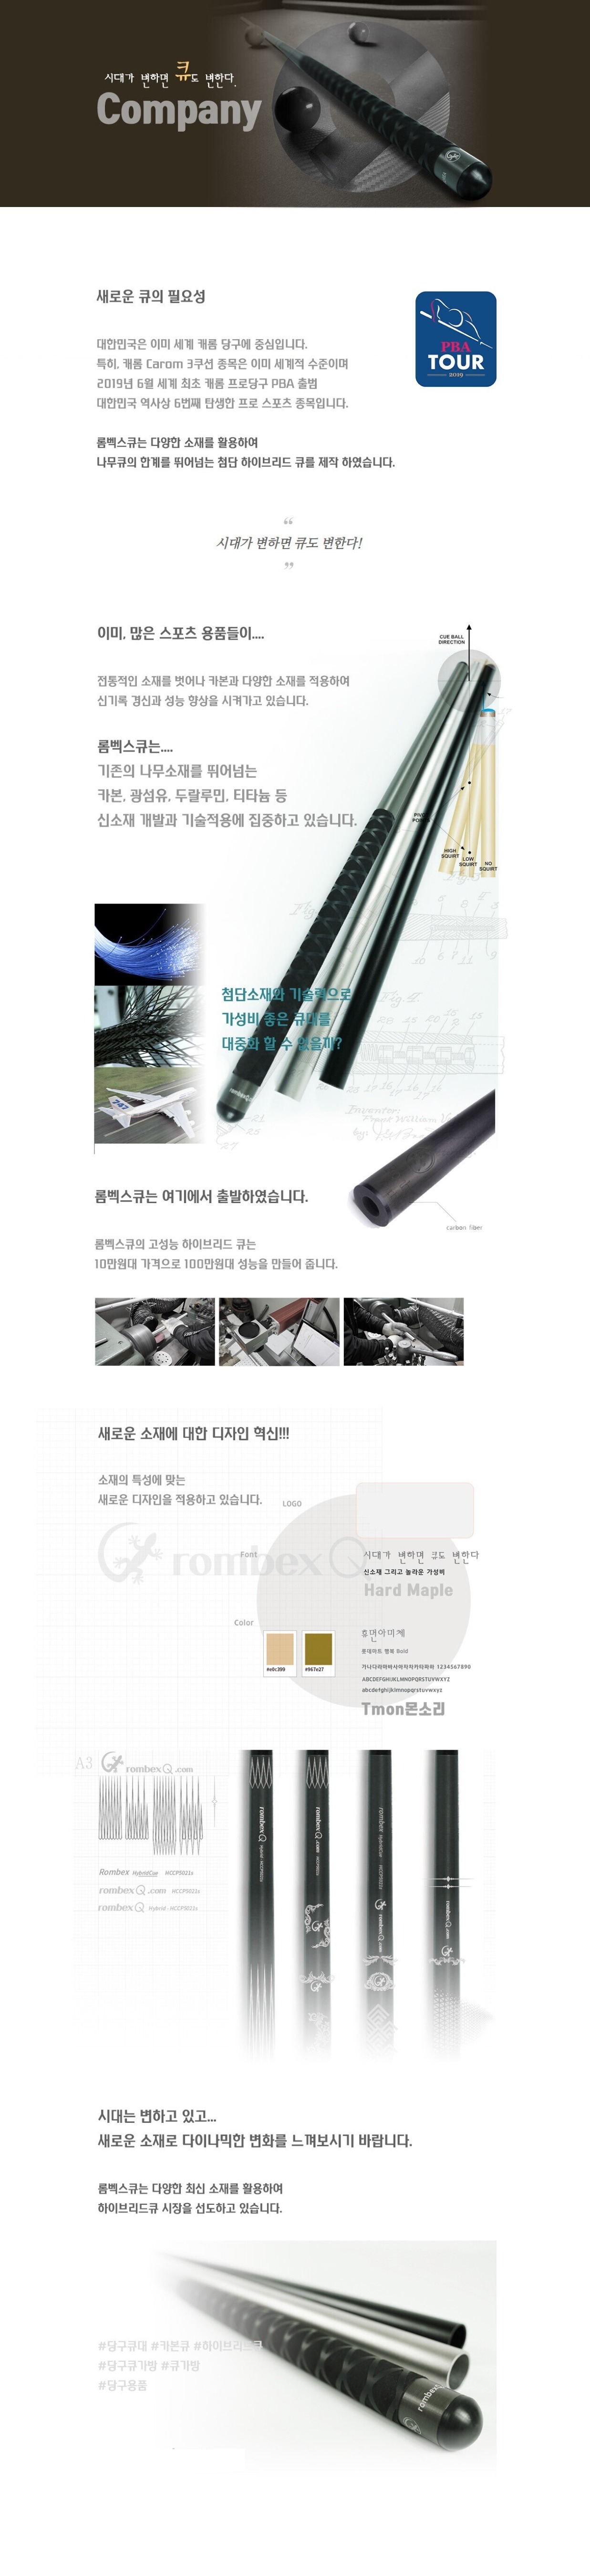 시대가 변하면 큐도 변한다.
Company
새로운 큐의 필요성
대한민국은 이미 세계 캐롬 당구에 중심입니다.
특히, 캐롬 Carom 3쿠션 종목은 이미 세계적 수준이며
2019년 6월 세계 최초 캐롬 프로당구 PBA 출범
대한민국 역사상 6번째 탄생한 프로 스포츠 종목입니다.
PBA
TOUR
2019
롬벡스큐는 다양한 소재를 활용하여
나무큐의 한계를 뛰어넘는 첨단 하이브리드 큐를 제작 하였습니다.
“
시대가 변하면 큐도 변한다!
”
이미, 많은 스포츠 용품들이....
CUE BALL
DIRECTION
전통적인 소재를 벗어나 카본과 다양한 소재를 적용하여
신기록 경신과 성능 향상을 시켜가고 있습니다.
롬벡스큐는....
기존의 나무소재를 뛰어넘는
카본, 광섬유, 두랄루민, 티타늄 등
신소재 개발과 기술적용에 집중하고 있습니다.
HIGH
SQUIRT
LOW
SQUIRT
NO
SQUIRT
첨단소재와 기술력으로
가성비 좋은 큐대를
대중화 할 수 없을까?
747
rombex
Inventor:
롬벡스큐는 여기에서 출발하였습니다.
carbon fiber
롬벡스큐의 고성능 하이브리드 큐는
10만원대 가격으로 100만원대 성능을 만들어 줍니다.
새로운 소재에 대한 디자인 혁신!!!
소재의 특성에 맞는
새로운 디자인을 적용하고 있습니다.
LOGO
rombex Q
Font
시대가 변하면 큐도 변한다
신소재 그리고 놀라운 가성비
Hard Maple
Color
#e0c399
#967e27
휴먼아미체
롯데마트 행복 Bold
가나다라마바사아자차카타파하 1234567890
ABCDEFGHIJKLMNOPQRSTUVWXYZ
abcdefghijklmnopqrstuvwxyz
Tmon몬소리
A3
rombex Q .com
Rombex HybridCue HCCPS021s
rombex Q .com HCCPS021s
rombex Q Hybrid - HCCPS021s
rombex Q
rombex Q .com
rombex
rombex Q .com
rombex Q .com
시대는 변하고 있고...
새로운 소재로 다이나믹한 변화를 느껴보시기 바랍니다.
롬벡스큐는 다양한 최신 소재를 활용하여
하이브리드큐 시장을 선도하고 있습니다.
#당구큐대 #카본큐 #하이브리드큐
#당구큐가방 #큐가방
#당구용품
rombex